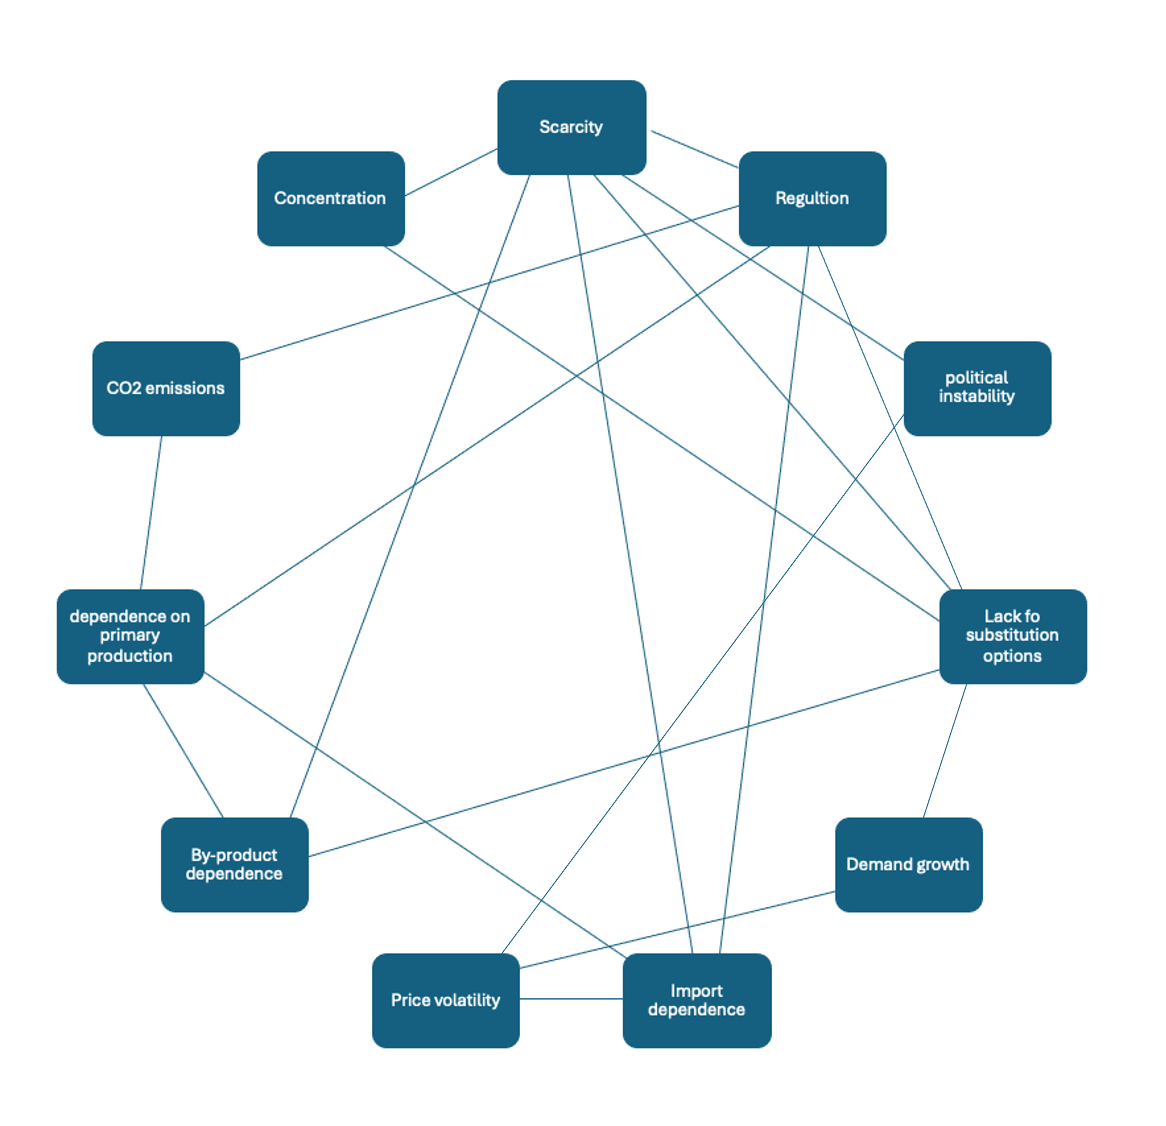 Scarcity
Concentration
Regultion
CO2 emissions
political
instability
dependence on
primary
production
Lack fo
substitution
options
By-product
dependence
Demand growth
Price volatility
Import
dependence